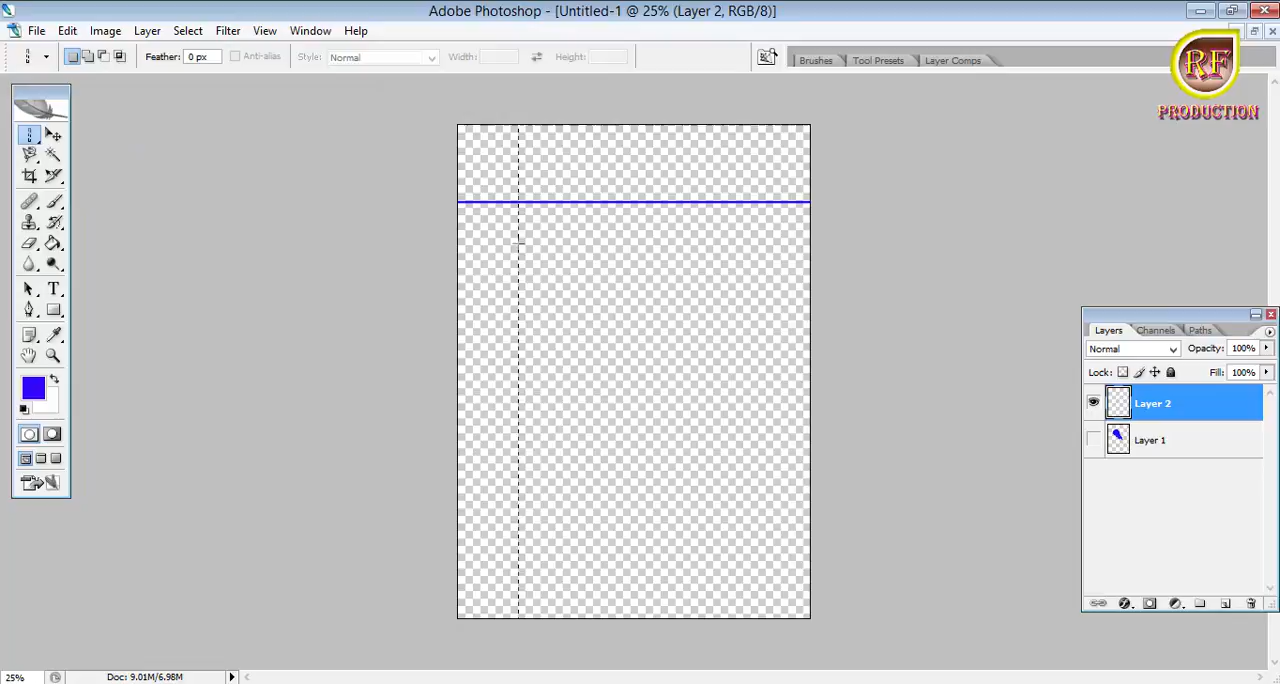 Adobe Photoshop - [Untitled-1 @ 25% (Layer 2, RGB/8)]
File Edit Image Layer Select Filter View Window Help
Feather: 0 px Anti-alias Style: Normal Width: Height: Brushes Tool Presets Layer Comps
RF
PRODUCTION
T
Layers Channels Paths
Normal Opacity: 100%
Lock: Fill: 100%
Layer 2
Layer 1
25% Doc: 9.01M/6.98M